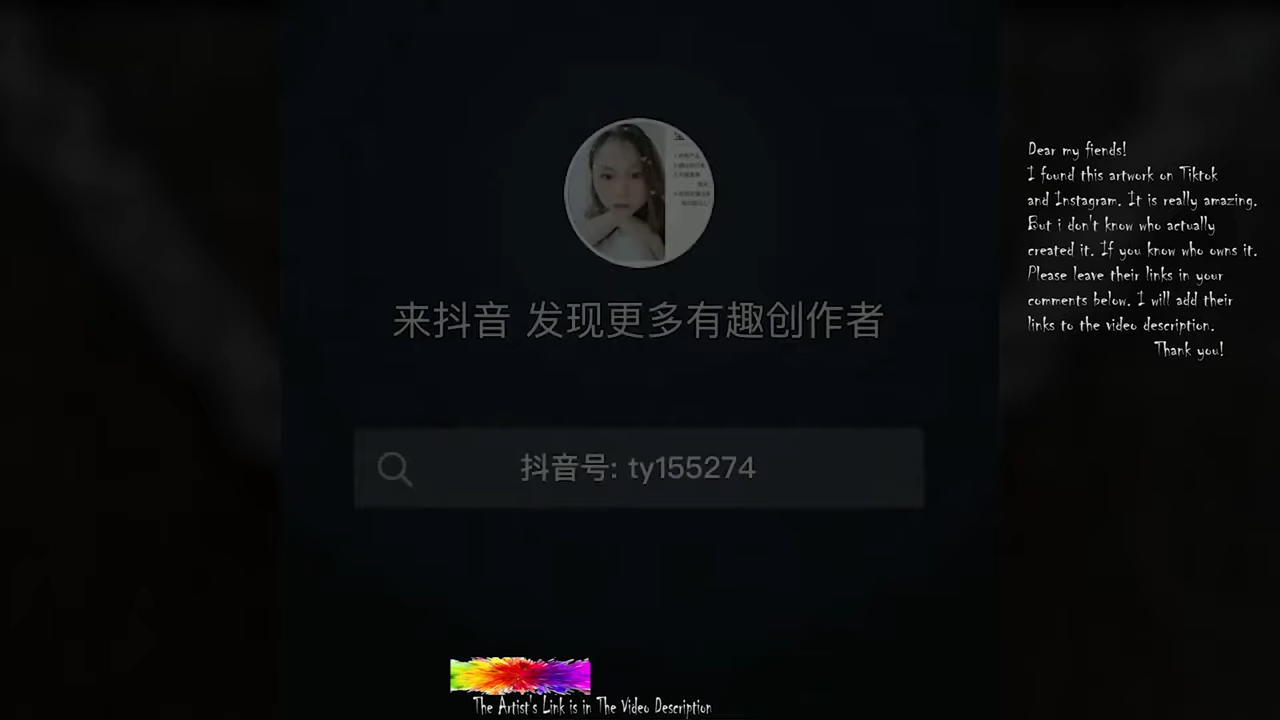 来抖音 发现更多有趣创作者
抖音号: ty155274
Dear my fiends!
I found this artwork on Tiktok
and Instagram. It is really amazing.
But i don't know who actually
created it. If you know who owns it.
Please leave their links in your
comments below. I will add their
links to the video description.
Thank you!
The Artist's Link is in The Video Description